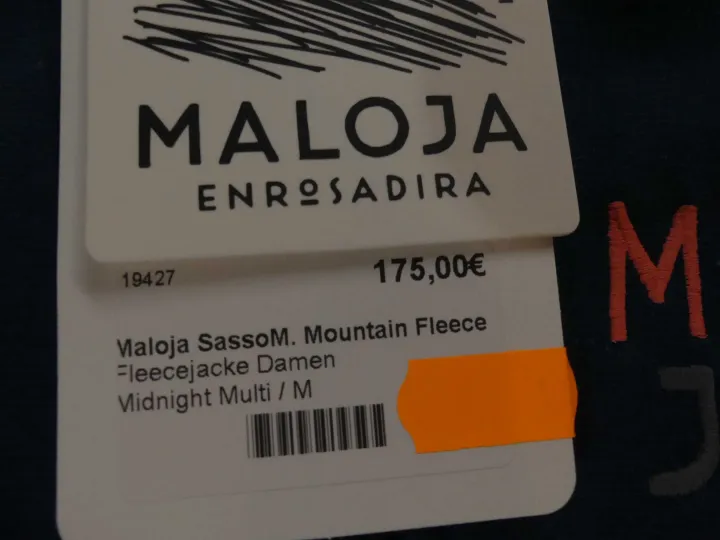 MALOJA
ENROSADIRA
19427
175,00€
Maloja SassoM. Mountain Fleece
Fleecejacke Damen
Midnight Multi / M
M
J